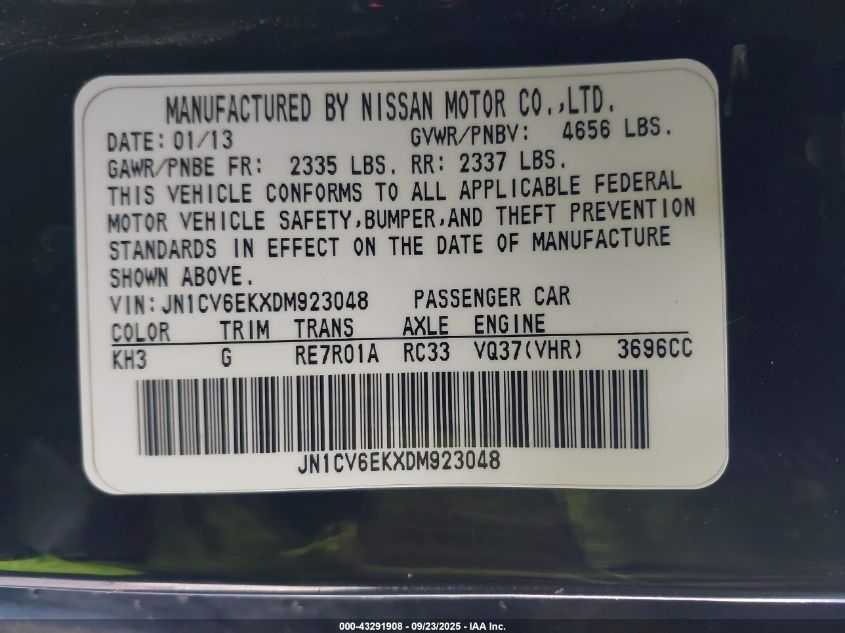 MANUFACTURED BY NISSAN MOTOR CO.,LTD.
DATE: 01/13 GVWR/PNBV: 4656 LBS.
GAWR/PNBE FR: 2335 LBS. RR: 2337 LBS.
THIS VEHICLE CONFORMS TO ALL APPLICABLE FEDERAL
MOTOR VEHICLE SAFETY,BUMPER,AND THEFT PREVENTION
STANDARDS IN EFFECT ON THE DATE OF MANUFACTURE
SHOWN ABOVE.
VIN:JN1CV6EKXDM923048 PASSENGER CAR
COLOR TRIM TRANS AXLE ENGINE
KH3 G RE7R01A RC33 VQ37(VHR) 3696CC
JN1CV6EKXDM923048
000-43291908 - 09/23/2025 - IAA Inc.